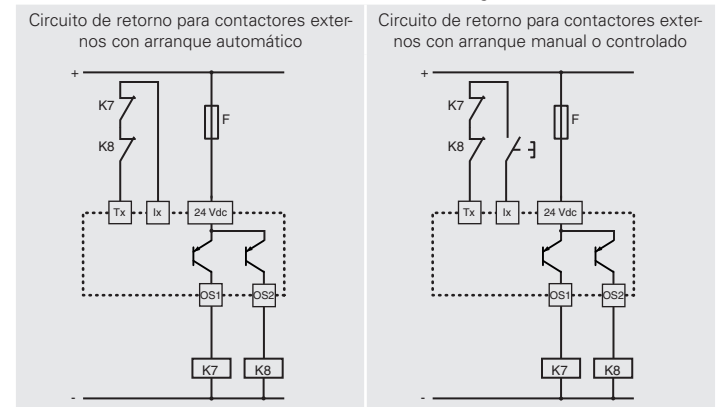 Circuito de retorno para contactores exter-
nos con arranque automático
+
K7
F
K8
Tx
Ix
24 Vdc
OS1
OS2
K7
K8
-
Circuito de retorno para contactores exter-
nos con arranque manual o controlado
+
K7
F
K8
Tx
Ix
24 Vdc
OS1
OS2
K7
K8
-